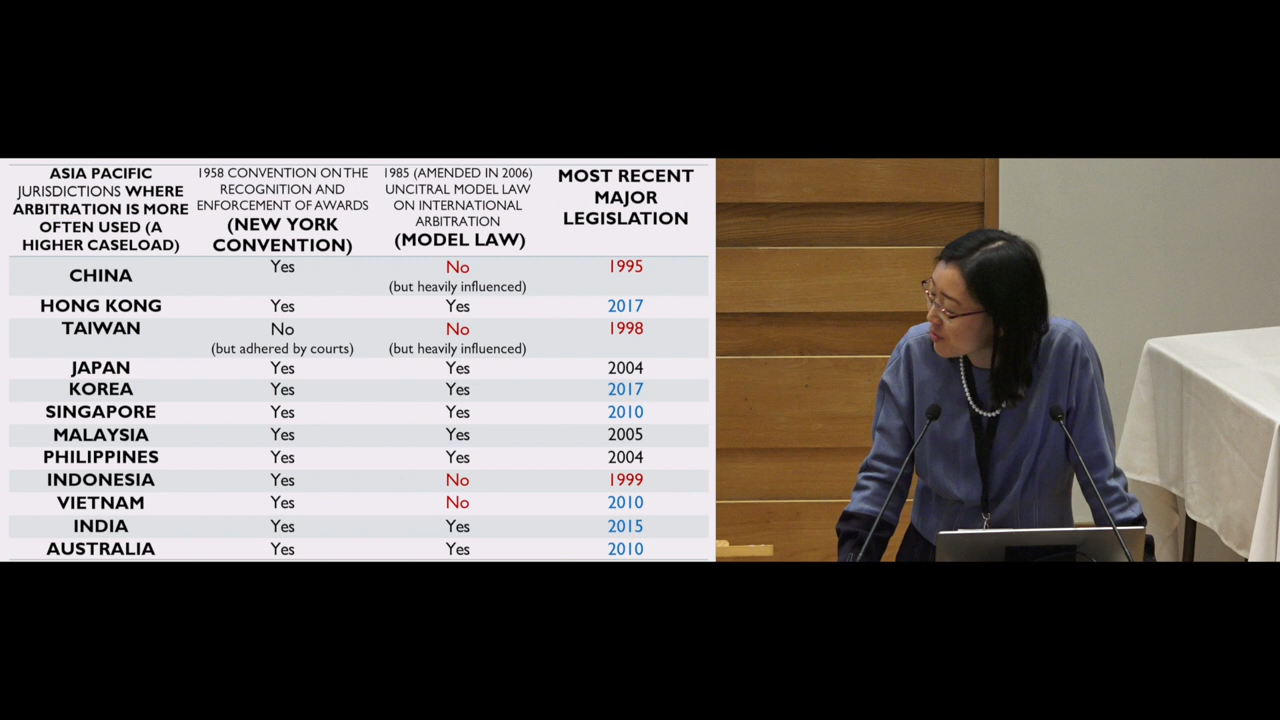 ASIA PACIFIC
JURISDICTIONS WHERE
ARBITRATION IS MORE
OFTEN USED (A
HIGHER CASELOAD)
1958 CONVENTION ON THE
RECOGNITION AND
ENFORCEMENT OF AWARDS
(NEW YORK
CONVENTION)
1985 (AMENDED IN 2006)
UNCITRAL MODEL LAW
ON INTERNATIONAL
ARBITRATION
(MODEL LAW)
MOST RECENT
MAJOR
LEGISLATION
CHINA Yes No 1995
(but heavily influenced)
HONG KONG Yes Yes 2017
TAIWAN No No 1998
(but adhered by courts) (but heavily influenced)
JAPAN Yes Yes 2004
KOREA Yes Yes 2017
SINGAPORE Yes Yes 2010
MALAYSIA Yes Yes 2005
PHILIPPINES Yes Yes 2004
INDONESIA Yes No 1999
VIETNAM Yes No 2010
INDIA Yes Yes 2015
AUSTRALIA Yes Yes 2010